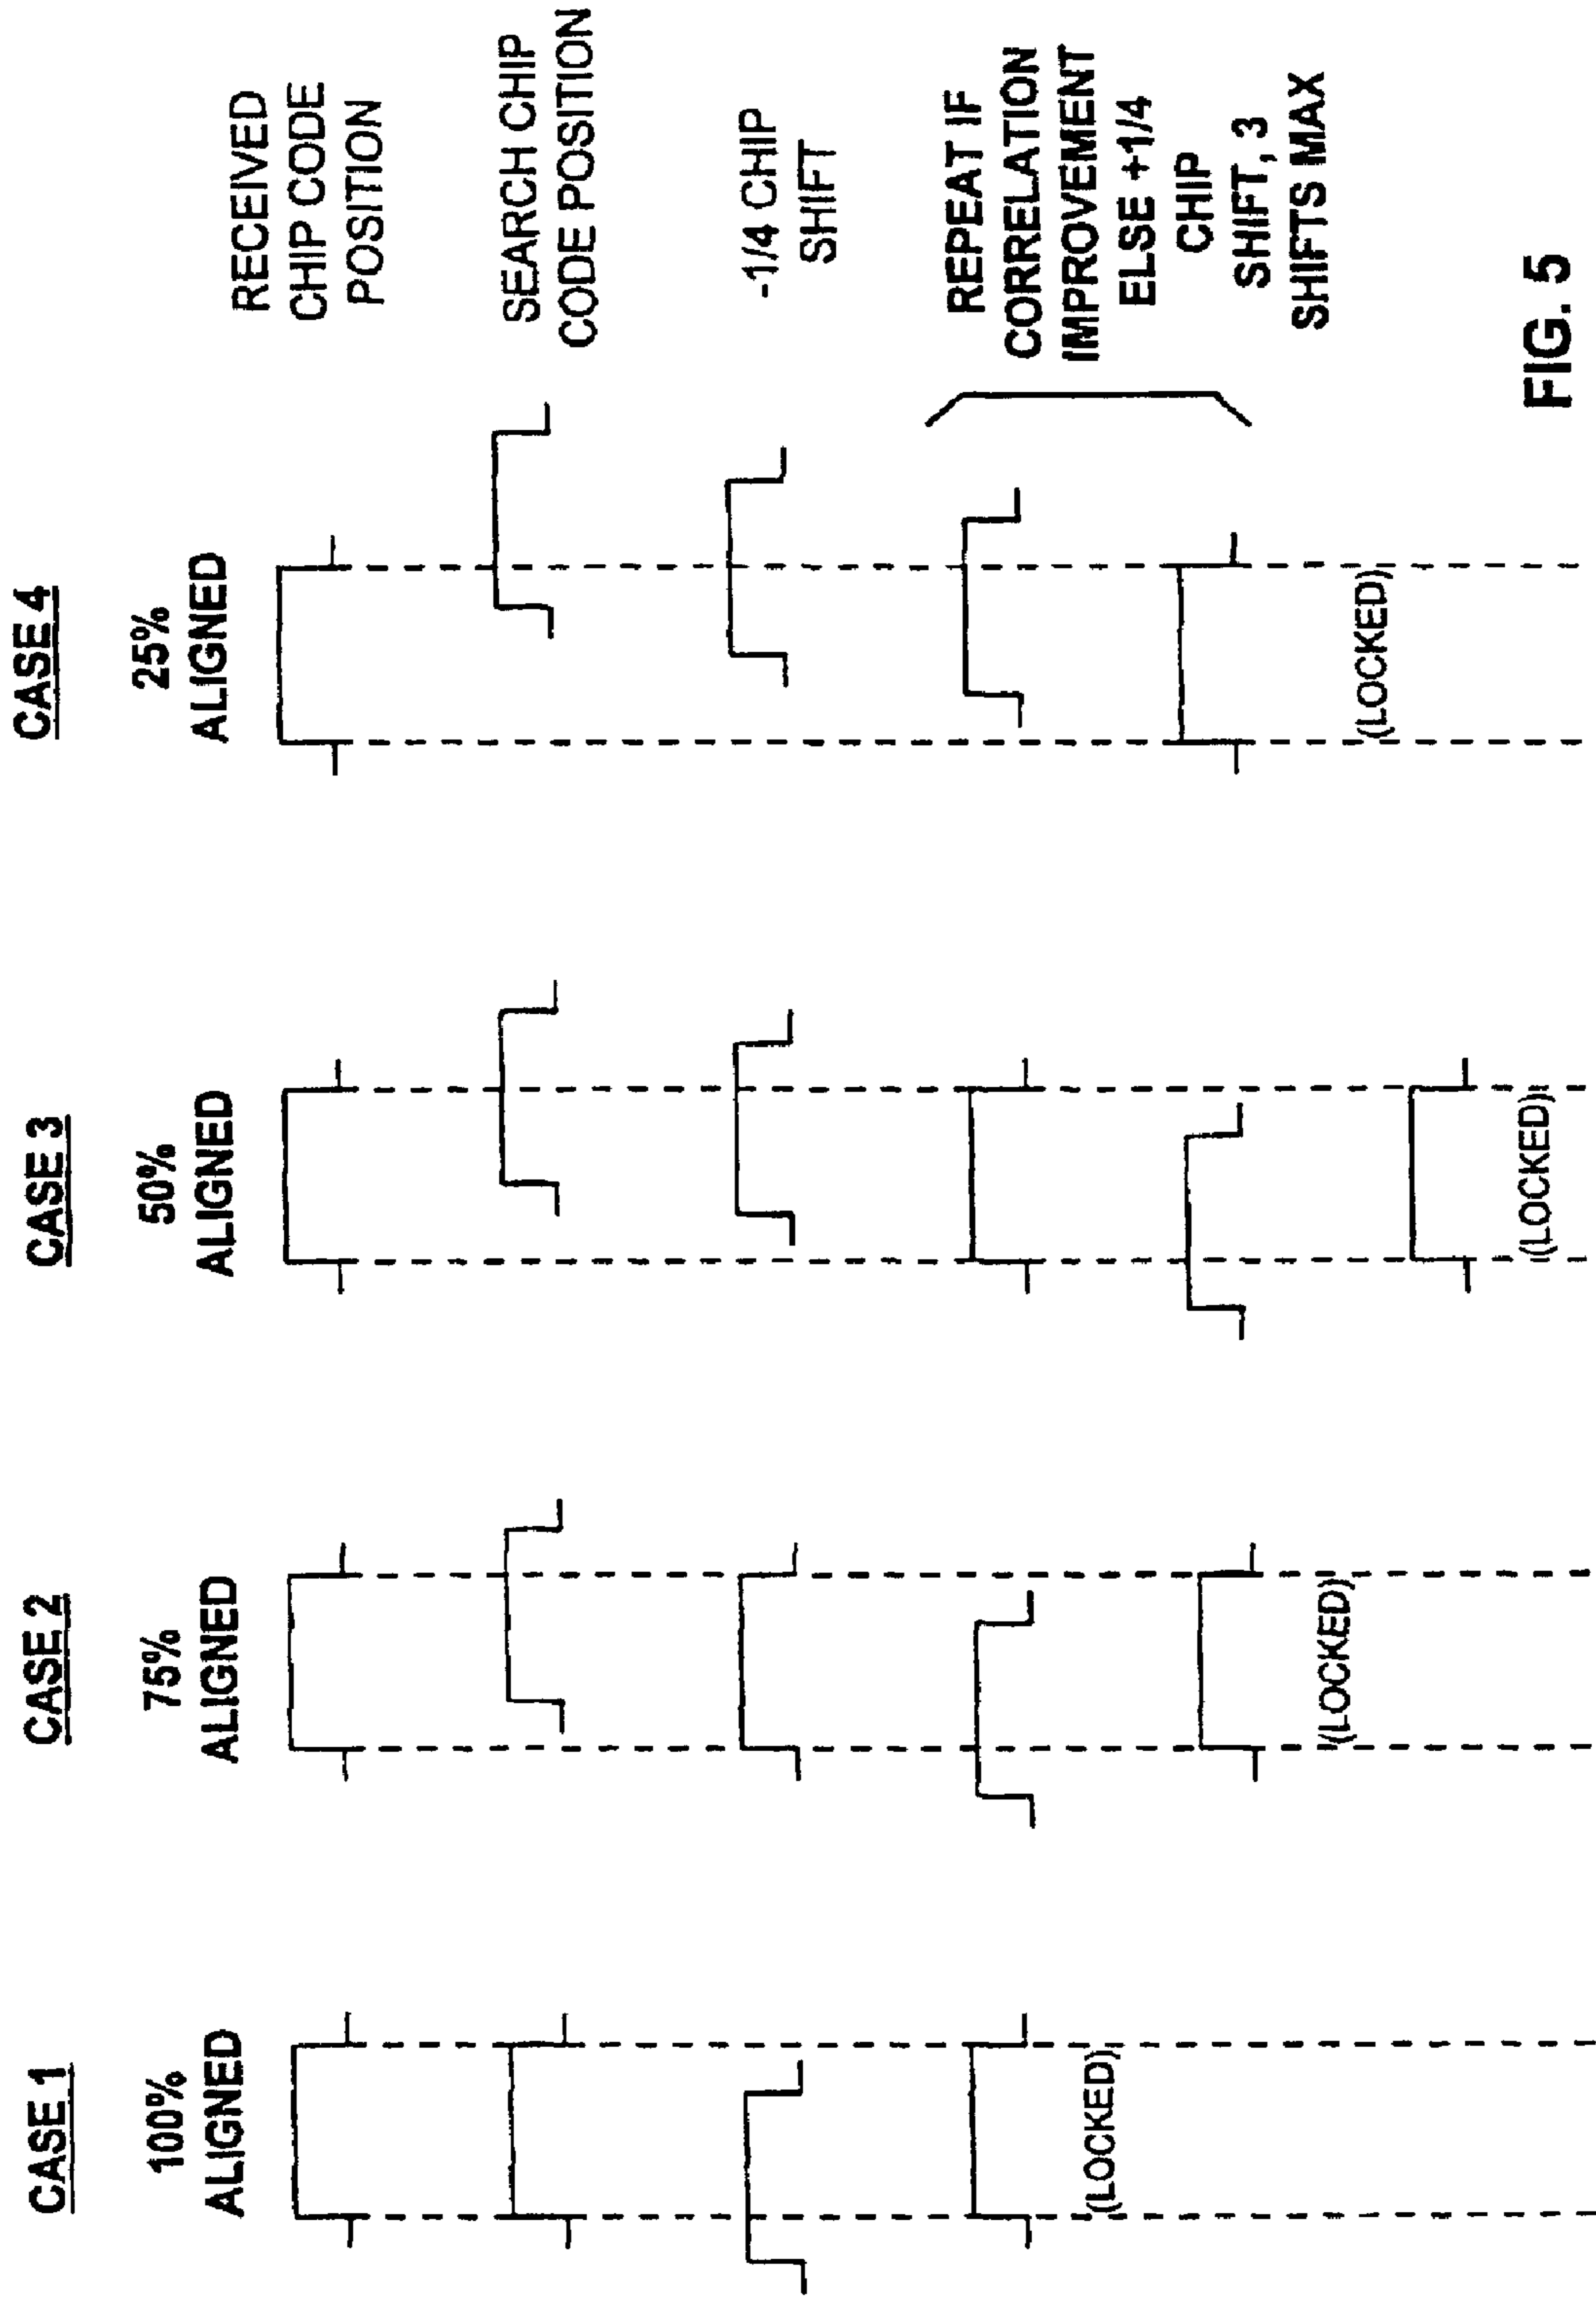 CASE 1
CASE 2
CASE 3
CASE 4
100%
ALIGNED
75%
ALIGNED
50%
ALIGNED
25%
ALIGNED
RECEIVED
CHIP CODE
POSITION
SEARCH CHIP
CODE POSITION
-1/4 CHIP
SHIFT
REPEAT IF
CORRELATION
IMPROVEMENT
ELSE +1/4
CHIP
SHIFT, 3
SHIFTS MAX
(LOCKED)
(LOCKED)
(LOCKED)
(LOCKED)
FIG. 5